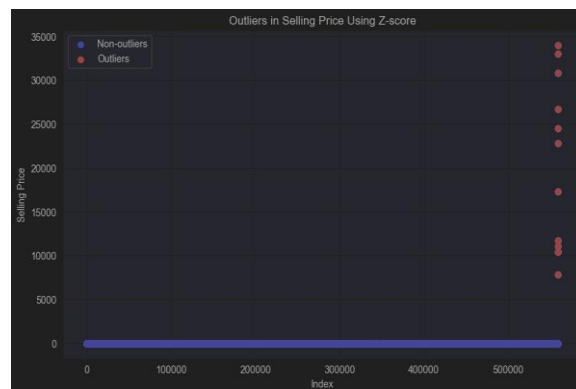 Outliers in Selling Price Using Z-score
35000
Non-outliers
Outliers
30000
25000
20000
Selling Price
15000
10000
5000
0
0 100000 200000 300000 400000 500000
Index